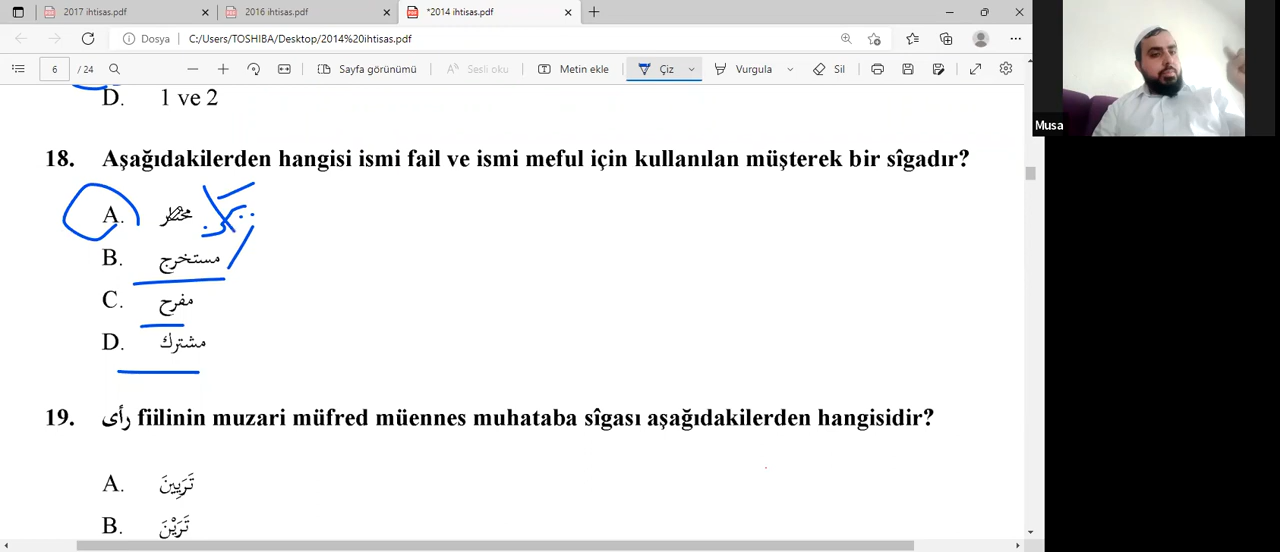 2017 ihtisas.pdf
2016 ihtisas.pdf
*2014 ihtisas.pdf
Dosya
C:/Users/TOSHIBA/Desktop/2014%20ihtisas.pdf
6 / 24
Sayfa görünümü
Sesli oku
Metin ekle
Çiz
Vurgula
Sil
Musa
D. 1 ve 2
18. Aşağıdakilerden hangisi ismi fail ve ismi meful için kullanılan müşterek bir sîgadır?
A.
B. مستخرج
C. مفرح
D. مشترك
19. رأى fiilinin muzari müfred müennes muhataba sîgası aşağıdakilerden hangisidir?
A. تَرَيِينَ
B. تَرَيْنَ